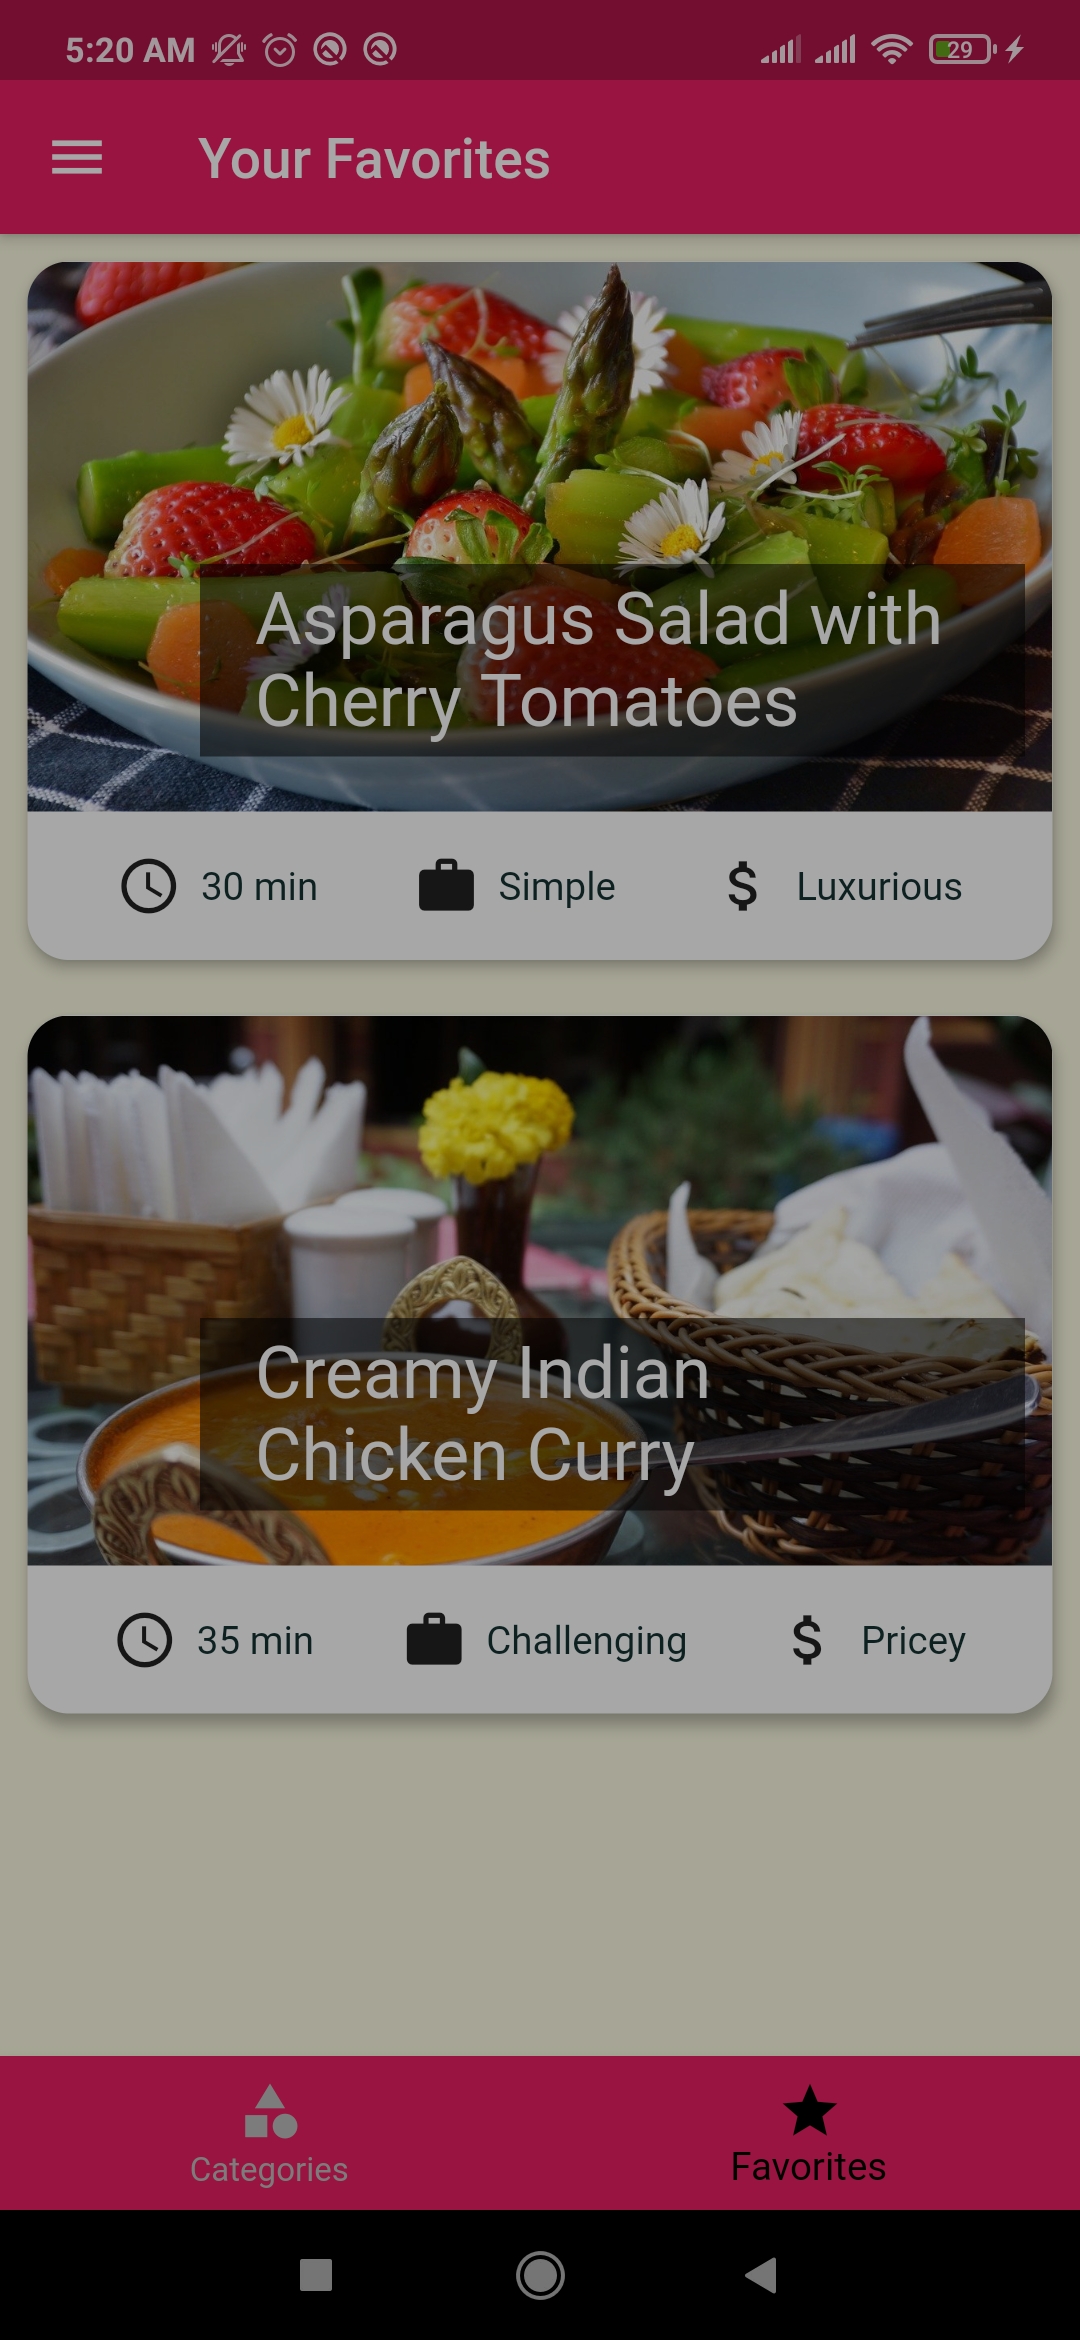 5:20 AM 29
Your Favorites
Asparagus Salad with
Cherry Tomatoes
30 min Simple $ Luxurious
Creamy Indian
Chicken Curry
35 min Challenging $ Pricey
Categories Favorites